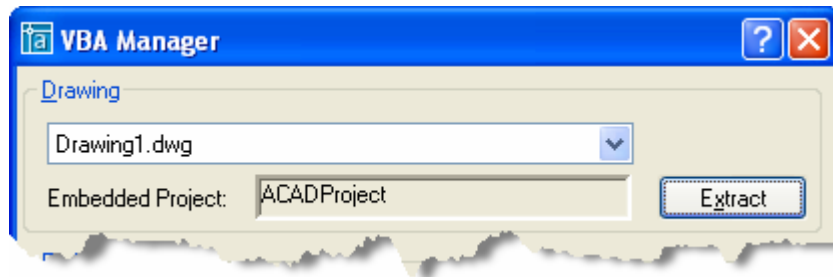 VBA Manager
Drawing
Drawing1.dwg
Embedded Project: ACADProject Extract